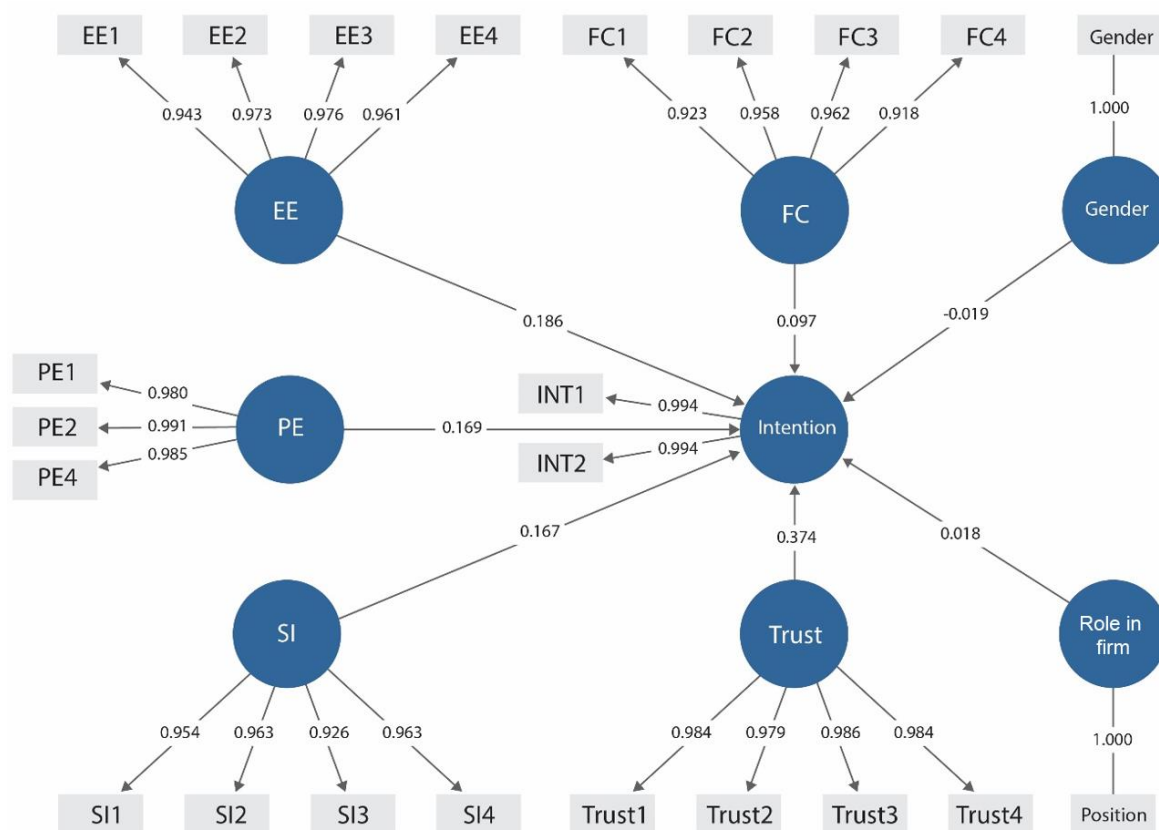 EE1 EE2 EE3 EE4 FC1 FC2 FC3 FC4 Gender
0.943 0.973 0.976 0.961 0.923 0.958 0.962 0.918 1.000
EE FC Gender
0.186 0.097 -0.019
PE1 0.980
PE2 0.991 PE 0.169 INT1 0.994 Intention
PE4 0.985 INT2 0.994
0.167 0.374 0.018
SI Trust Role in
firm
0.954 0.963 0.926 0.963 0.984 0.979 0.986 0.984 1.000
SI1 SI2 SI3 SI4 Trust1 Trust2 Trust3 Trust4 Position